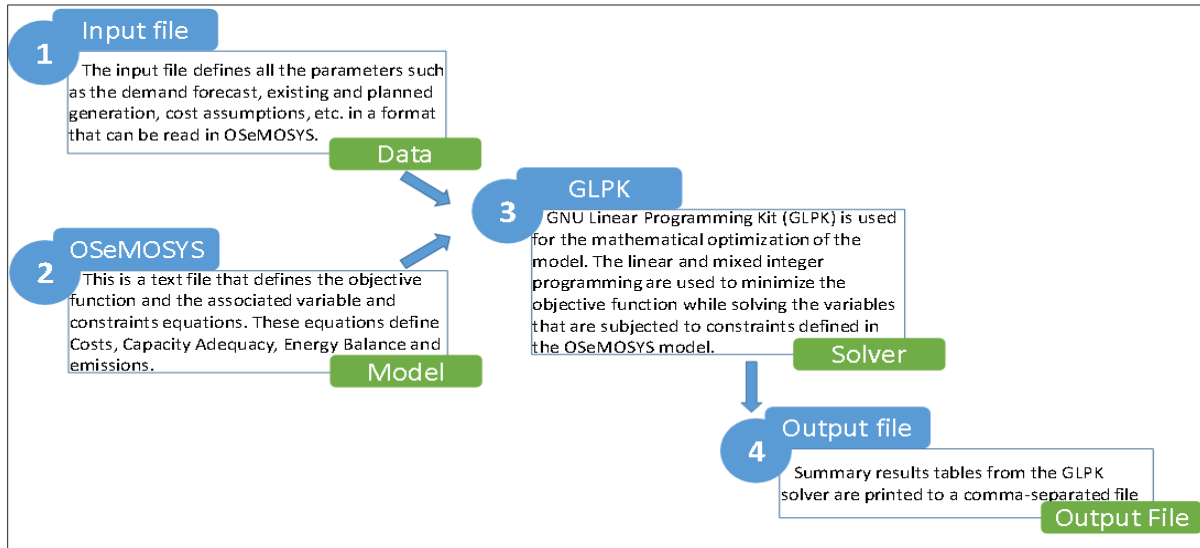 1
Input file
The input file defines all the parameters such
as the demand forecast, existing and planned
generation, cost assumptions, etc. in a format
that can be read in OSeMOSYS.
Data
2
OSeMOSYS
This is a text file that defines the objective
function and the associated variable and
constraints equations. These equations define
Costs, Capacity Adequacy, Energy Balance and
emissions.
Model
3
GLPK
GNU Linear Programming Kit (GLPK) is used
for the mathematical optimization of the
model. The linear and mixed integer
programming are used to minimize the
objective function while solving the variables
that are subjected to constraints defined in
the OSeMOSYS model.
Solver
4
Output file
Summary results tables from the GLPK
solver are printed to a comma-separated file
Output File